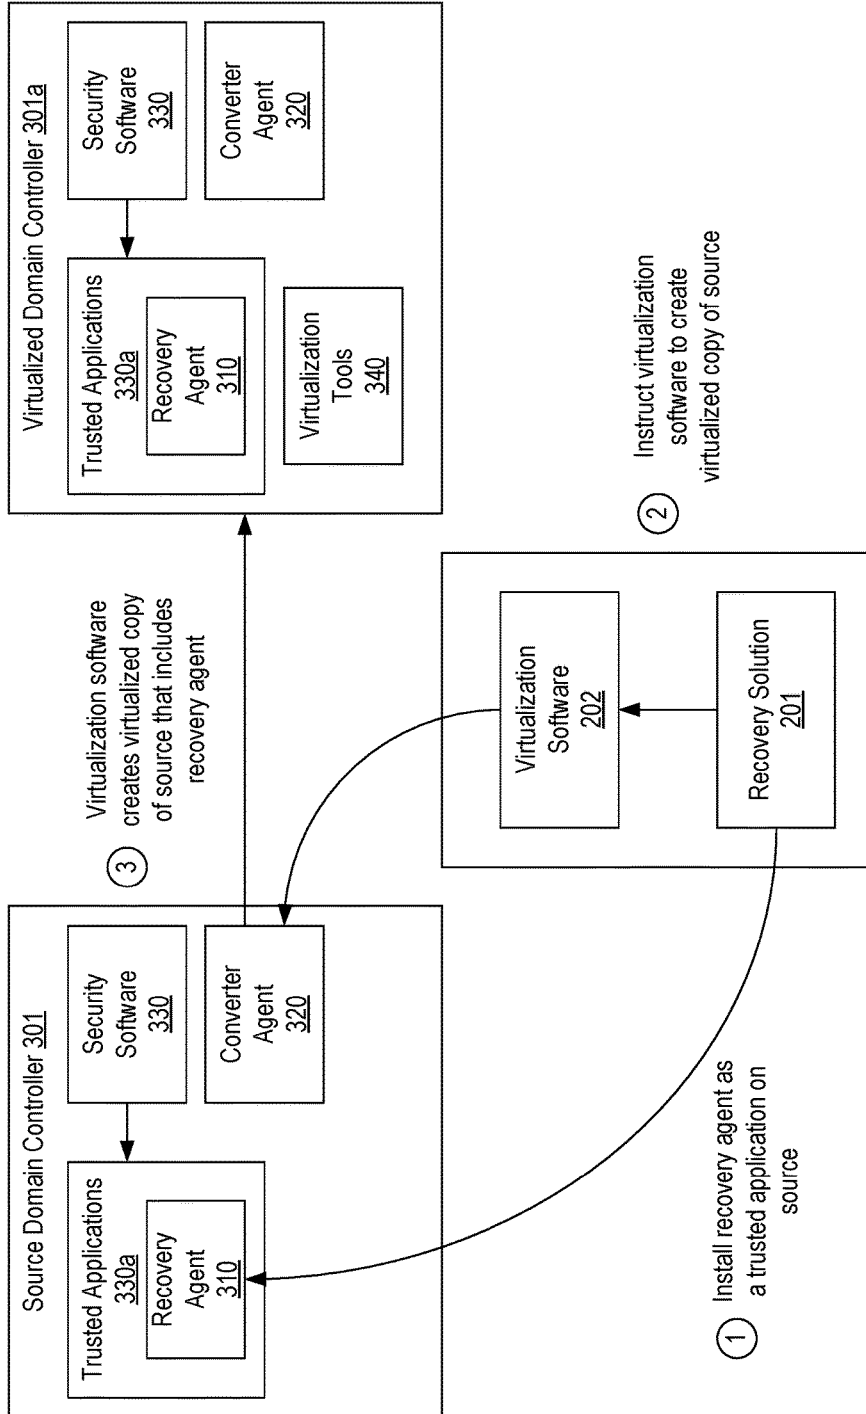 Source Domain Controller 301
Trusted Applications
330a
Recovery
Agent
310
Security
Software
330
Converter
Agent
320
3
Virtualization software
creates virtualized copy
of source that includes
recovery agent
Virtualized Domain Controller 301a
Trusted Applications
330a
Recovery
Agent
310
Security
Software
330
Virtualization
Tools
340
Converter
Agent
320
Virtualization
Software
202
Recovery Solution
201
1
Install recovery agent as
a trusted application on
source
2
Instruct virtualization
software to create
virtualized copy of source